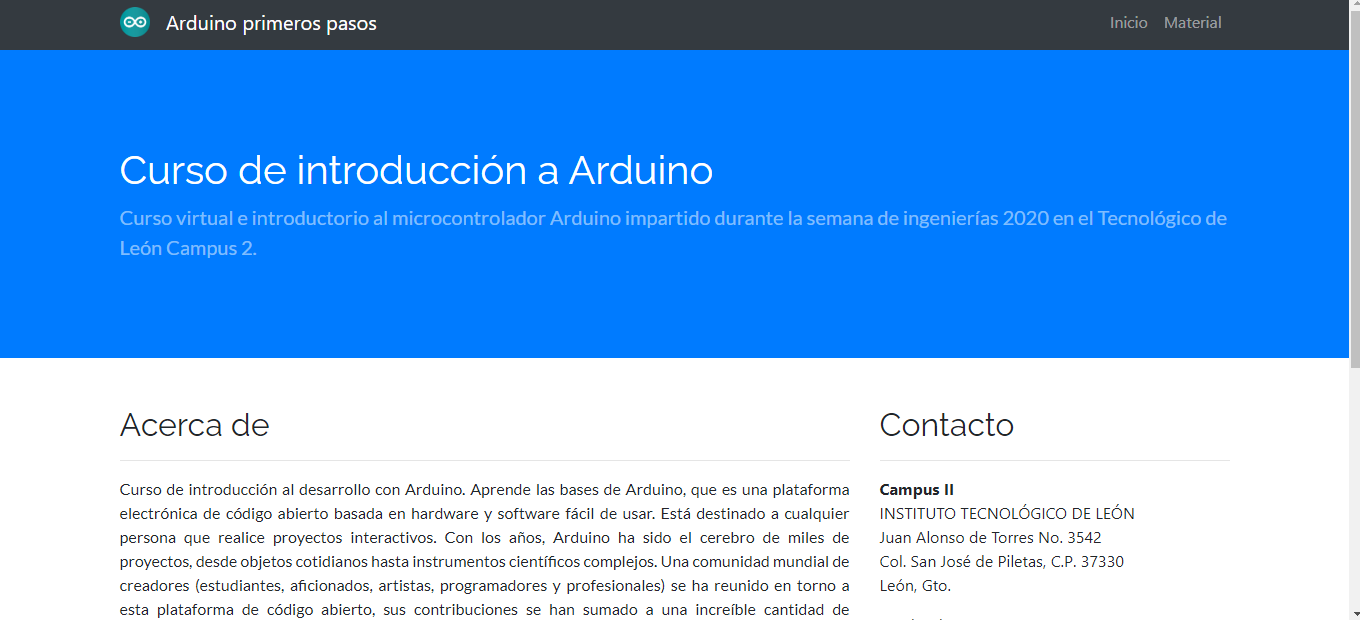 Arduino primeros pasos
Inicio Material
Curso de introducción a Arduino
Curso virtual e introductorio al microcontrolador Arduino impartido durante la semana de ingenierías 2020 en el Tecnológico de
León Campus 2.
Acerca de
Curso de introducción al desarrollo con Arduino. Aprende las bases de Arduino, que es una plataforma
electrónica de código abierto basada en hardware y software fácil de usar. Está destinado a cualquier
persona que realice proyectos interactivos. Con los años, Arduino ha sido el cerebro de miles de
proyectos, desde objetos cotidianos hasta instrumentos científicos complejos. Una comunidad mundial de
creadores (estudiantes, aficionados, artistas, programadores y profesionales) se ha reunido en torno a
esta plataforma de código abierto, sus contribuciones se han sumado a una increíble cantidad de
Contacto
Campus II
INSTITUTO TECNOLÓGICO DE LEÓN
Juan Alonso de Torres No. 3542
Col. San José de Piletas, C.P. 37330
León, Gto.